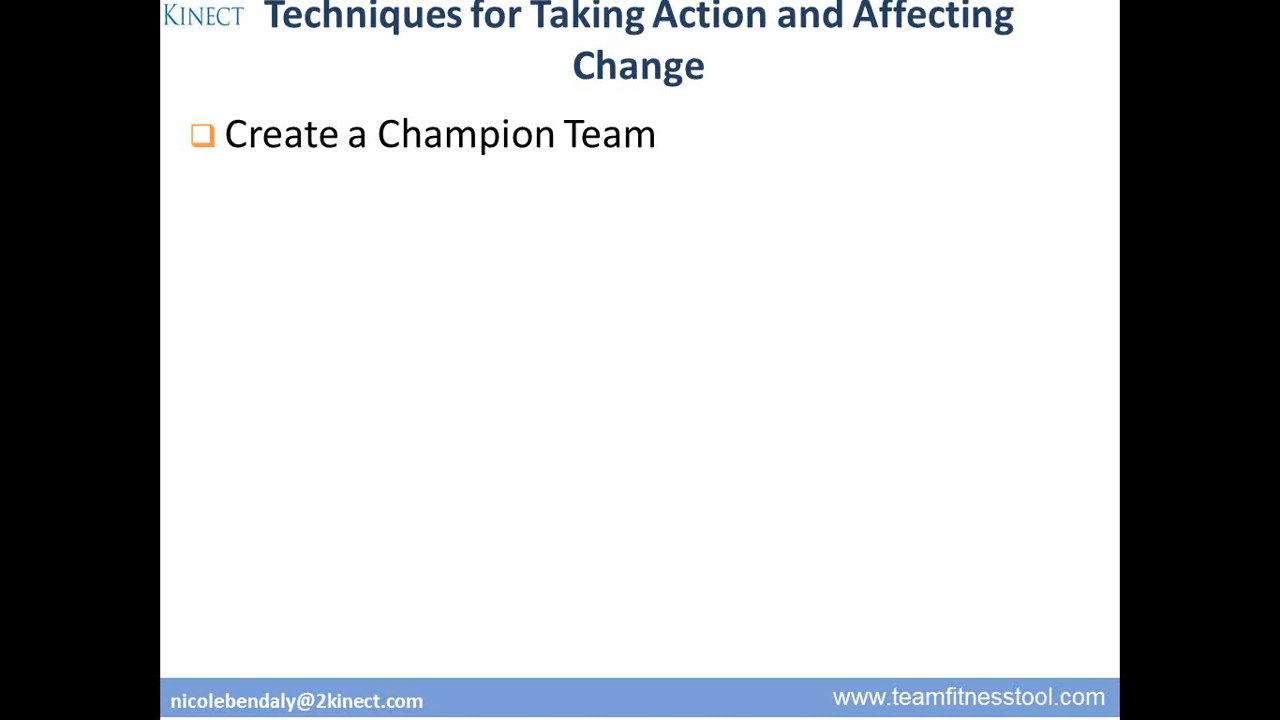 KINECT
Techniques for Taking Action and Affecting
Change
Create a Champion Team
nicolebendaly@2kinect.com
www.teamfitnesstool.com